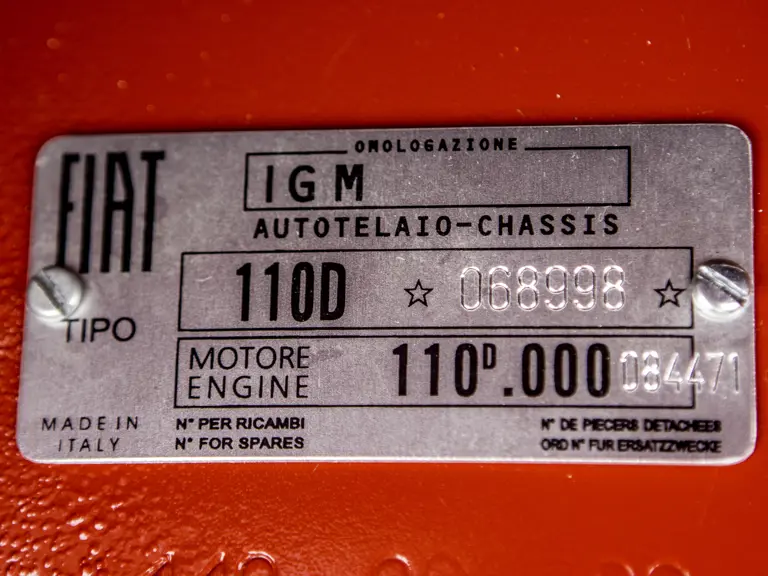 FIAT
OMOLOGAZIONE
IGM
AUTOTELAIO-CHASSIS
TIPO
110D ☆ 068998 ☆
MOTORE
ENGINE
110D.000 084471
MADE IN
ITALY
N° PER RICAMBI
N° FOR SPARES
N° DE PIECERS DETACHEES
ORD N° FUR ERSATZZWECKE